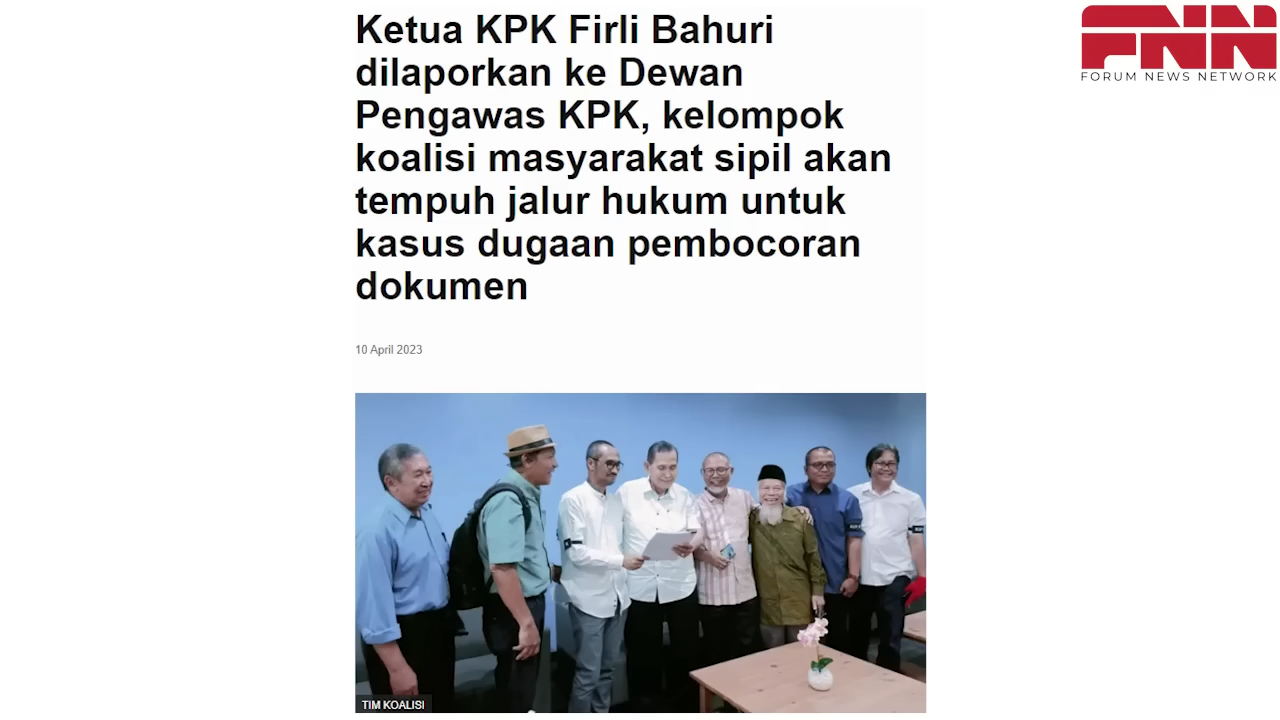 Ketua KPK Firli Bahuri
dilaporkan ke Dewan
Pengawas KPK, kelompok
koalisi masyarakat sipil akan
tempuh jalur hukum untuk
kasus dugaan pembocoran
dokumen
10 April 2023
TIM KOALISI
FNN
FORUM NEWS NETWORK